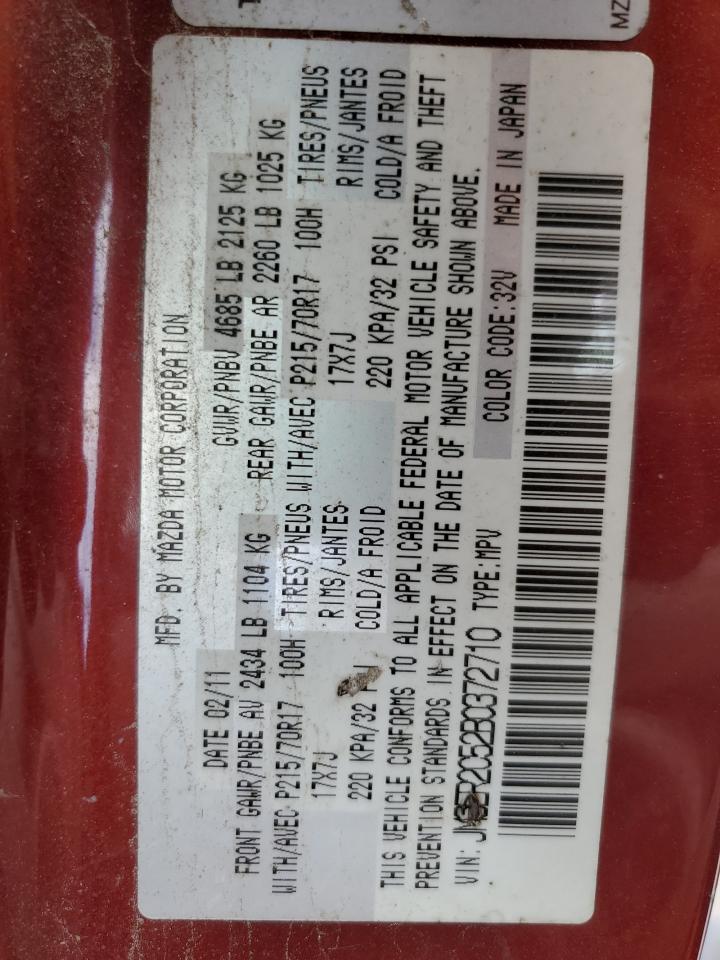 MFD. BY MAZDA MOTOR CORPORATION
DATE 02/11 GVWR/PNBV 4685 LB 2125 KG
FRONT GAWR/PNBE AV 2434 LB 1104 KG REAR GAWR/PNBE AR 2260 LB 1025 KG
WITH/AVEC P215/70R17 100H TIRES/PNEUS WITH/AVEC P215/70R17 100H TIRES/PNEUS
17X7J RIMS/JANTES 17X7J RIMS/JANTES
220 KPA/32 COLD/A FROID 220 KPA/32 PSI COLD/A FROID
THIS VEHICLE CONFORMS TO ALL APPLICABLE FEDERAL MOTOR VEHICLE SAFETY AND THEFT
PREVENTION STANDARDS IN EFFECT ON THE DATE OF MANUFACTURE SHOWN ABOVE.
VIN: JM3ER2C52B0372710 TYPE:MPV COLOR CODE:32V MADE IN JAPAN
MZ